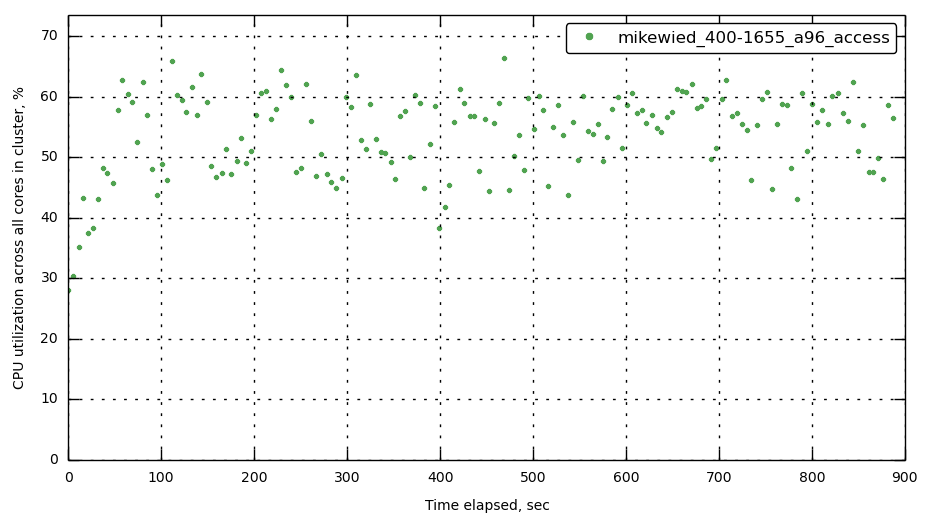 mikewied_400-1655_a96_access
70
60
50
40
30
20
10
0
CPU utilization across all cores in cluster, %
0 100 200 300 400 500 600 700 800 900
Time elapsed, sec